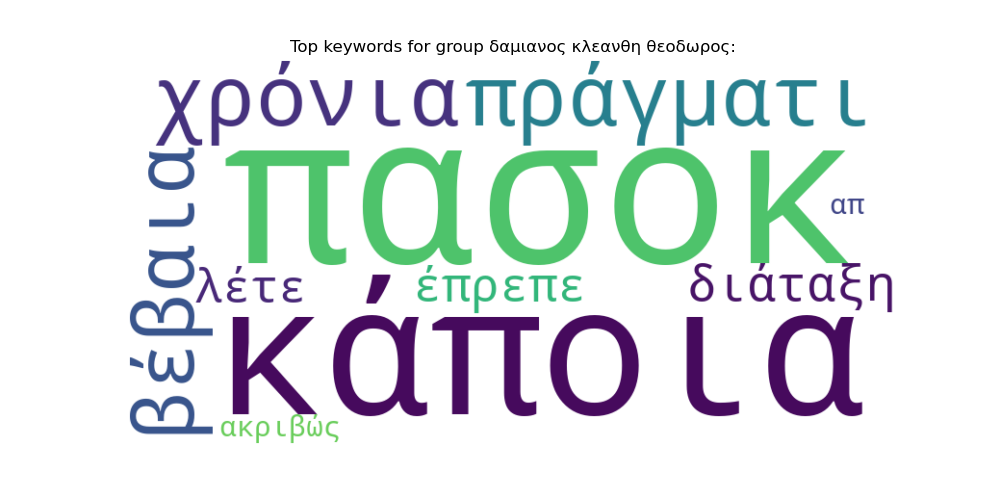 Top keywords for group δαμιανος κλεανθη θεοδωρος:
χρόνια πράγματι
πασοκ
απ
βέβαια
λέτε έπρεπε διάταξη
κάποια
ακριβώς